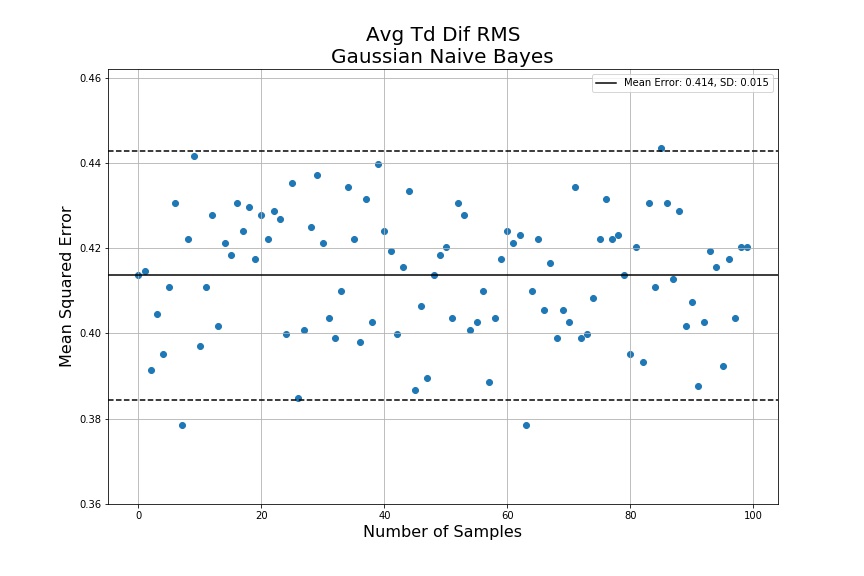 Avg Td Dif RMS
Gaussian Naive Bayes
Mean Error: 0.414, SD: 0.015
Mean Squared Error
0.46
0.44
0.42
0.40
0.38
0.36
0
20
40
60
80
100
Number of Samples